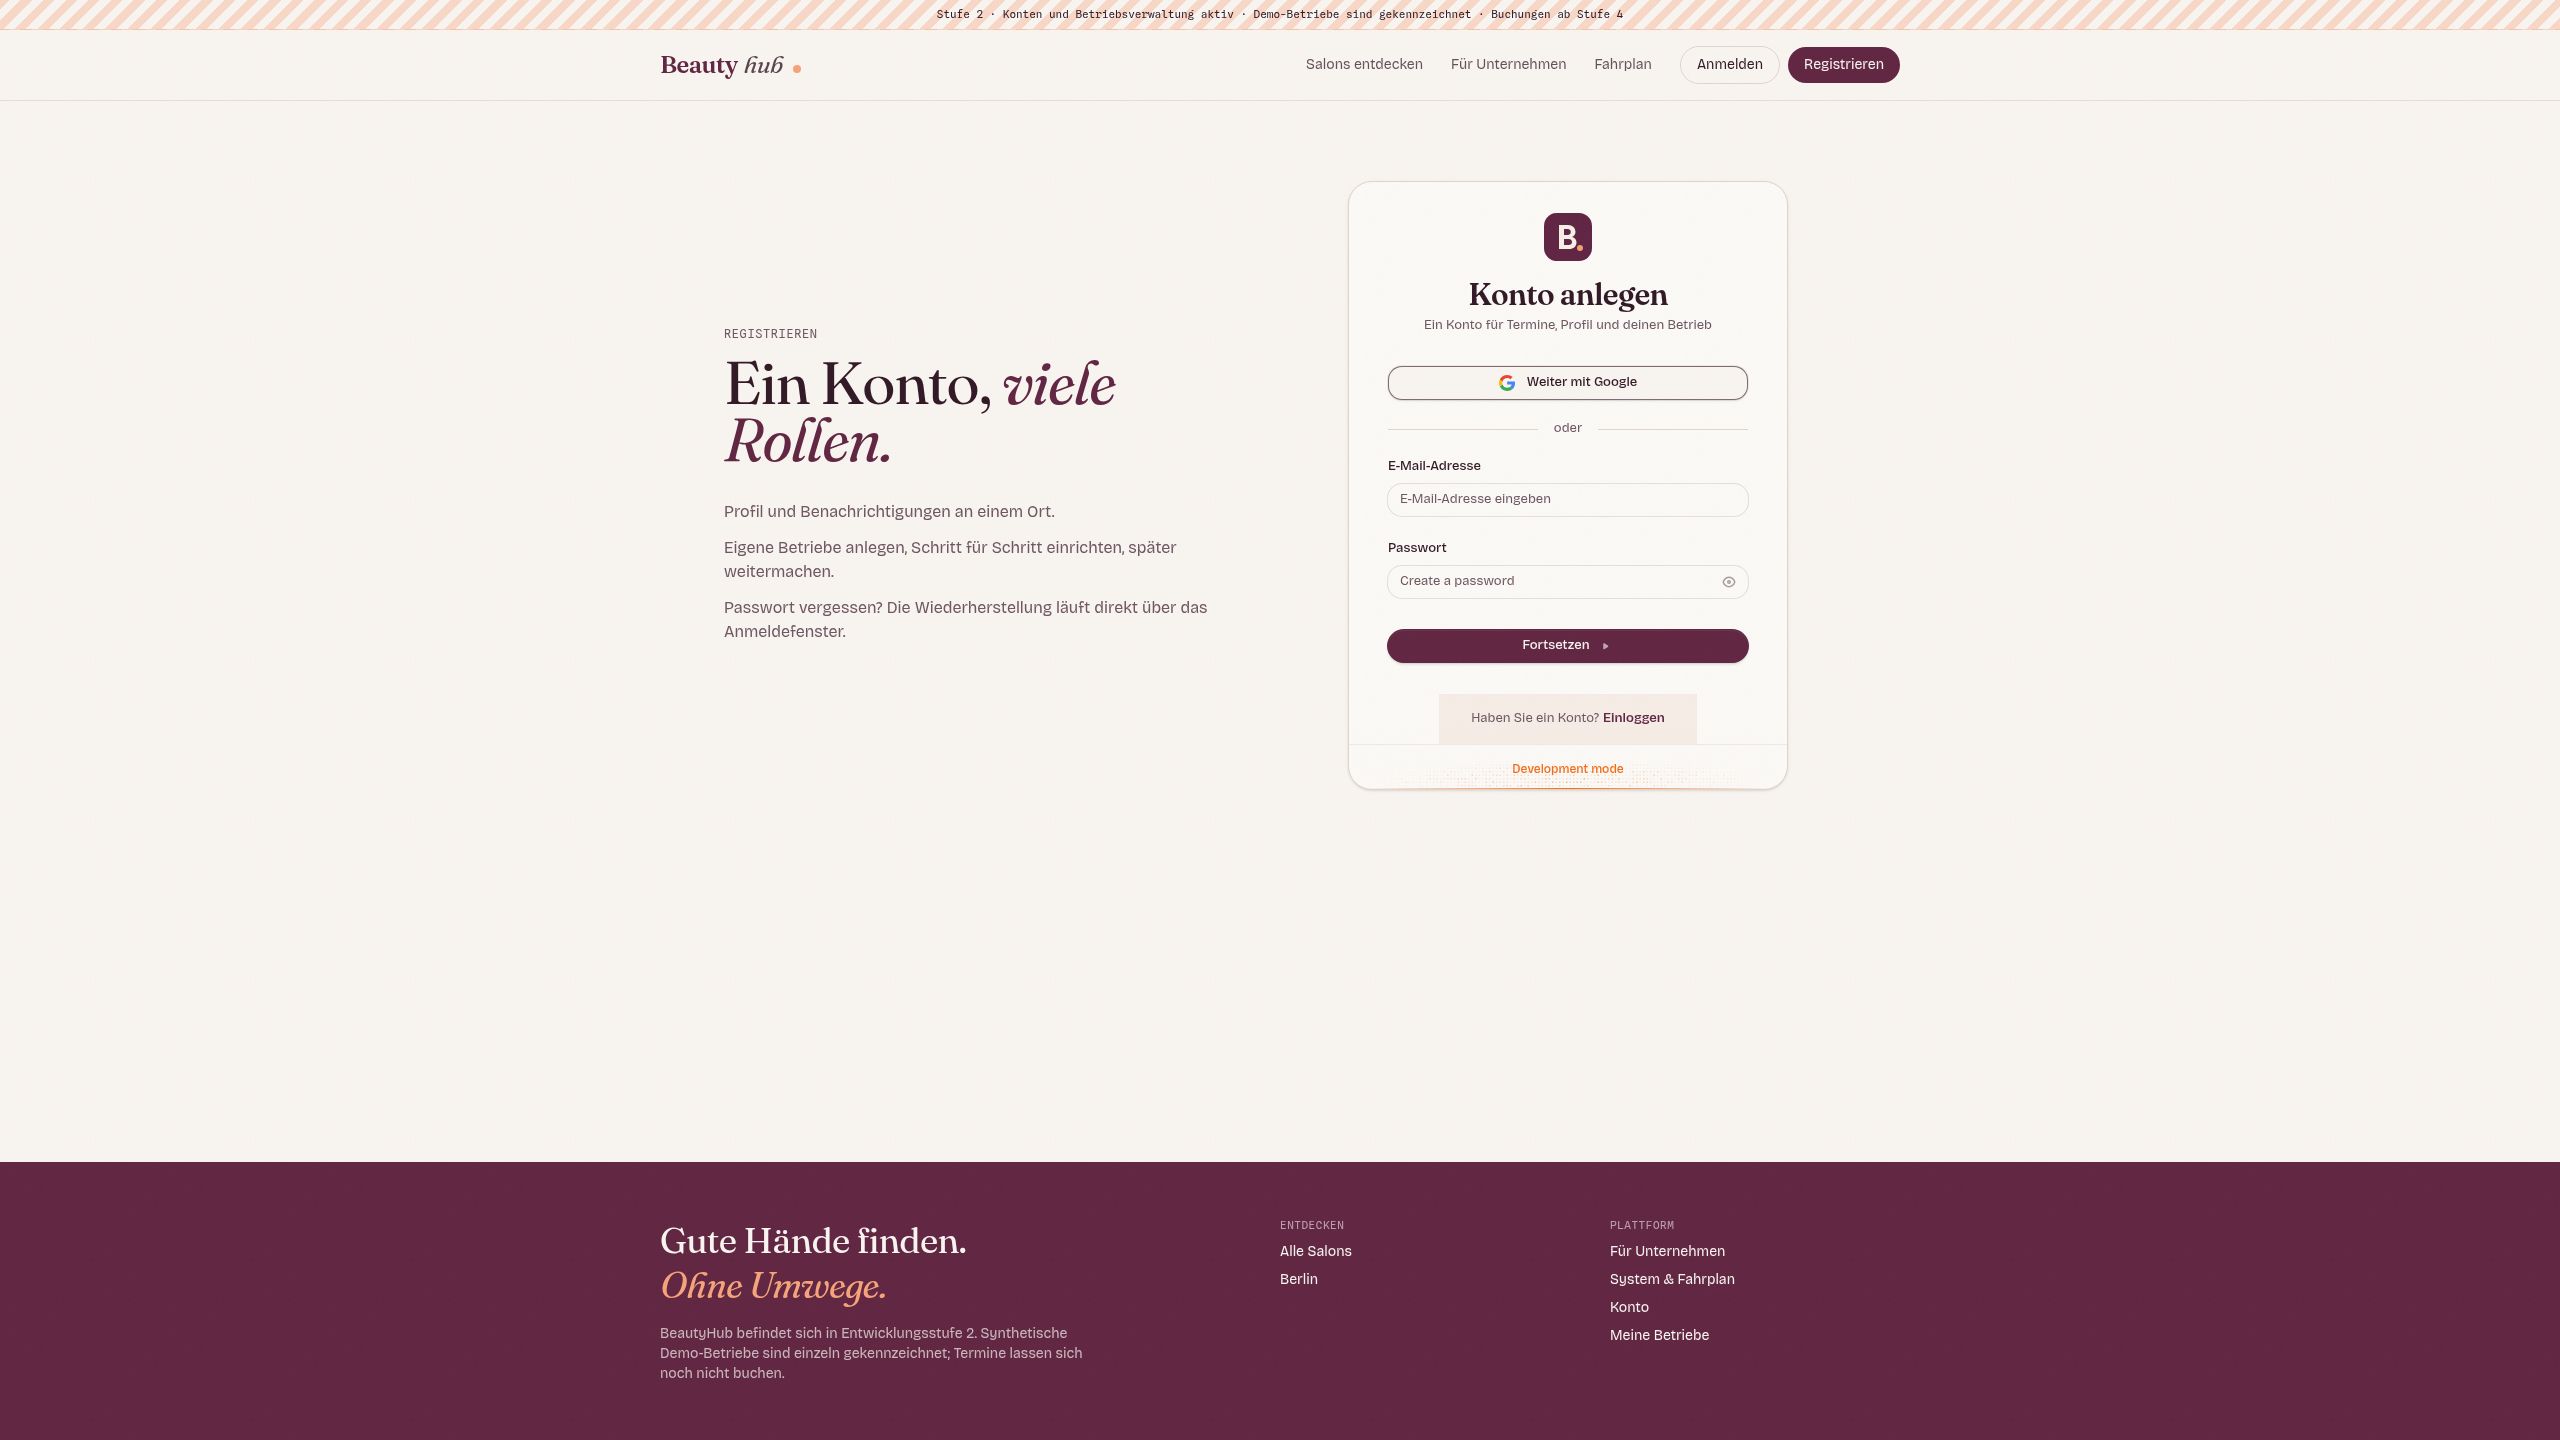 Stufe 2 · Konten und Betriebsverwaltung aktiv · Demo-Betriebe sind gekennzeichnet · Buchungen ab Stufe 4
Beauty hub
Salons entdecken
Für Unternehmen
Fahrplan
Anmelden
Registrieren
REGISTRIEREN
Ein Konto, viele
Rollen.
Profil und Benachrichtigungen an einem Ort.
Eigene Betriebe anlegen, Schritt für Schritt einrichten, später
weitermachen.
Passwort vergessen? Die Wiederherstellung läuft direkt über das
Anmeldefenster.
B.
Konto anlegen
Ein Konto für Termine, Profil und deinen Betrieb
Weiter mit Google
oder
E-Mail-Adresse
E-Mail-Adresse eingeben
Passwort
Create a password
Fortsetzen
Haben Sie ein Konto? Einloggen
Development mode
Gute Hände finden.
Ohne Umwege.
BeautyHub befindet sich in Entwicklungsstufe 2. Synthetische
Demo-Betriebe sind einzeln gekennzeichnet; Termine lassen sich
noch nicht buchen.
ENTDECKEN
Alle Salons
Berlin
PLATTFORM
Für Unternehmen
System & Fahrplan
Konto
Meine Betriebe